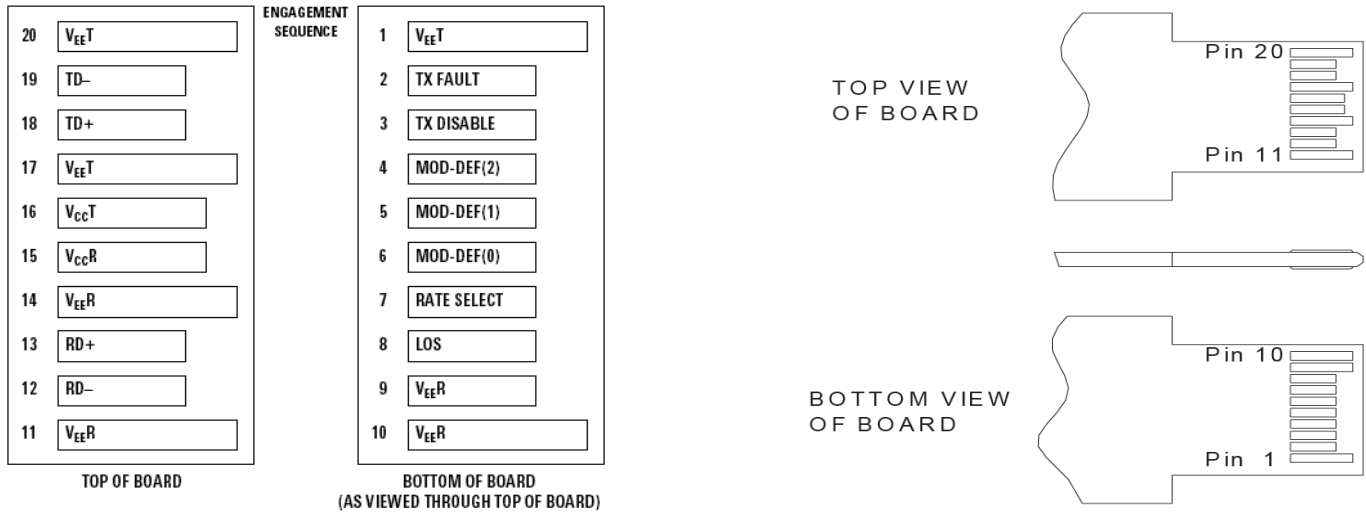 ENGAGEMENT
SEQUENCE
20 VEET
19 TD–
18 TD+
17 VEET
16 VCCT
15 VCCR
14 VEER
13 RD+
12 RD–
11 VEER
TOP OF BOARD
1 VEET
2 TX FAULT
3 TX DISABLE
4 MOD-DEF(2)
5 MOD-DEF(1)
6 MOD-DEF(0)
7 RATE SELECT
8 LOS
9 VEER
10 VEER
BOTTOM OF BOARD
(AS VIEWED THROUGH TOP OF BOARD)
TOP VIEW
OF BOARD
Pin 20
Pin 11
BOTTOM VIEW
OF BOARD
Pin 10
Pin 1